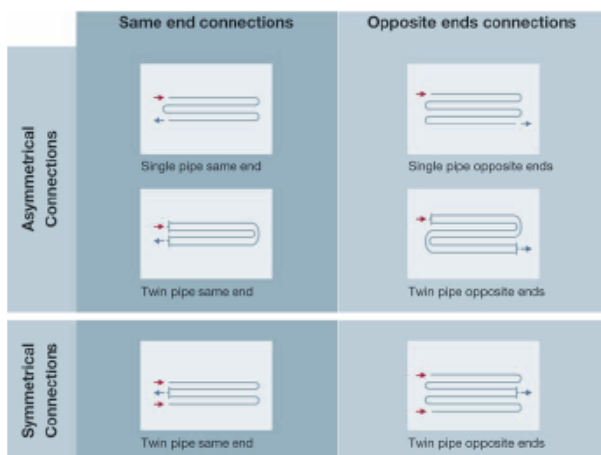 Same end connections
Opposite ends connections
Asymmetrical
Connections
Single pipe same end
Single pipe opposite ends
Twin pipe same end
Twin pipe opposite ends
Symmetrical
Connections
Twin pipe same end
Twin pipe opposite ends